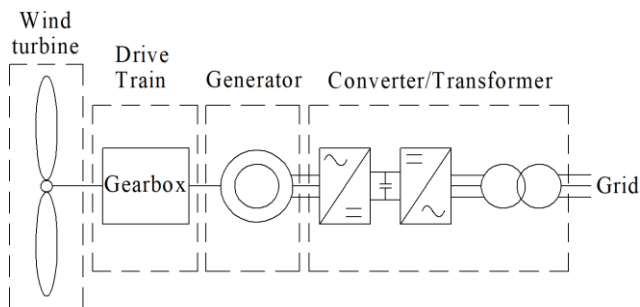 Wind
turbine
Drive
Train
Generator
Converter/Transformer
Gearbox
Grid